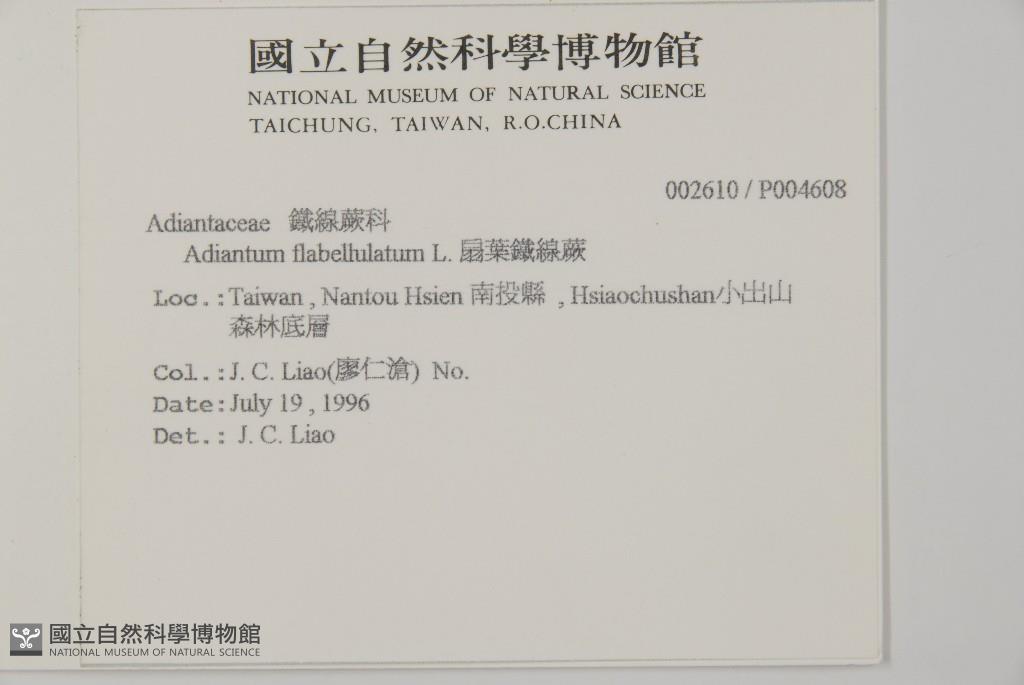 國立自然科學博物館
NATIONAL MUSEUM OF NATURAL SCIENCE
TAICHUNG, TAIWAN, R.O.CHINA
002610 / P004608
Adiantaceae 鐵線蕨科
Adiantum flabellulatum L. 扇葉鐵線蕨
Loc.: Taiwan , Nantou Hsien 南投縣 , Hsiaochushan小出山
森林底層
Col.: J. C. Liao(廖仁滄) No.
Date: July 19 , 1996
Det.: J. C. Liao
國立自然科學博物館
NATIONAL MUSEUM OF NATURAL SCIENCE